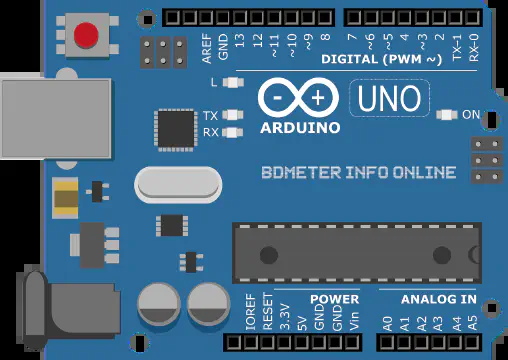 AREF
GND
13
12
~11
~10
~9
8
7
~6
~5
4
~3
2
TX-1
RX-0
DIGITAL (PWM ~)
L
TX
RX
ARDUINO
UNO
ON
BDMETER INFO ONLINE
POWER
ANALOG IN
IOREF
RESET
3.3V
5V
GND
GND
Vin
A0
A1
A2
A3
A4
A5